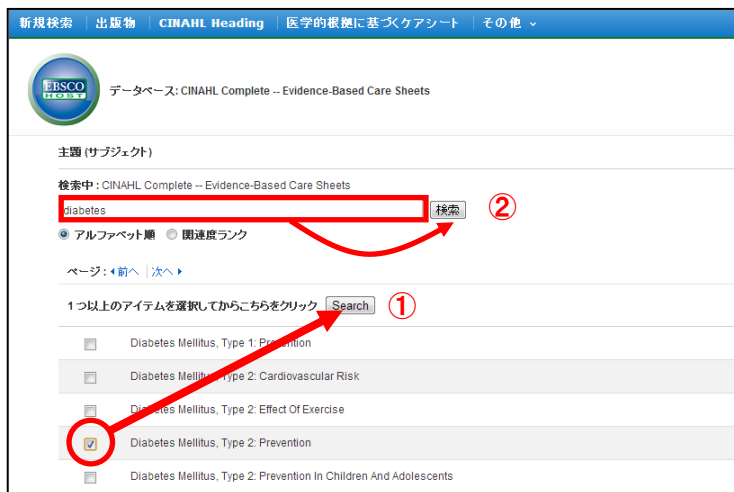 新規検索 出版物 CINAHL Heading 医学的根拠に基づくケアシート その他
EBSCO
HOST
データベース: CINAHL Complete -- Evidence-Based Care Sheets
主題 (サブジェクト)
検索中 : CINAHL Complete -- Evidence-Based Care Sheets
diabetes 検索 ②
アルファベット順 関連度ランク
ページ: 前へ 次へ
1つ以上のアイテムを選択してからこちらをクリック Search ①
Diabetes Mellitus, Type 1: Prevention
Diabetes Mellitus, Type 2: Cardiovascular Risk
Diabetes Mellitus, Type 2: Effect Of Exercise
Diabetes Mellitus, Type 2: Prevention
Diabetes Mellitus, Type 2: Prevention In Children And Adolescents